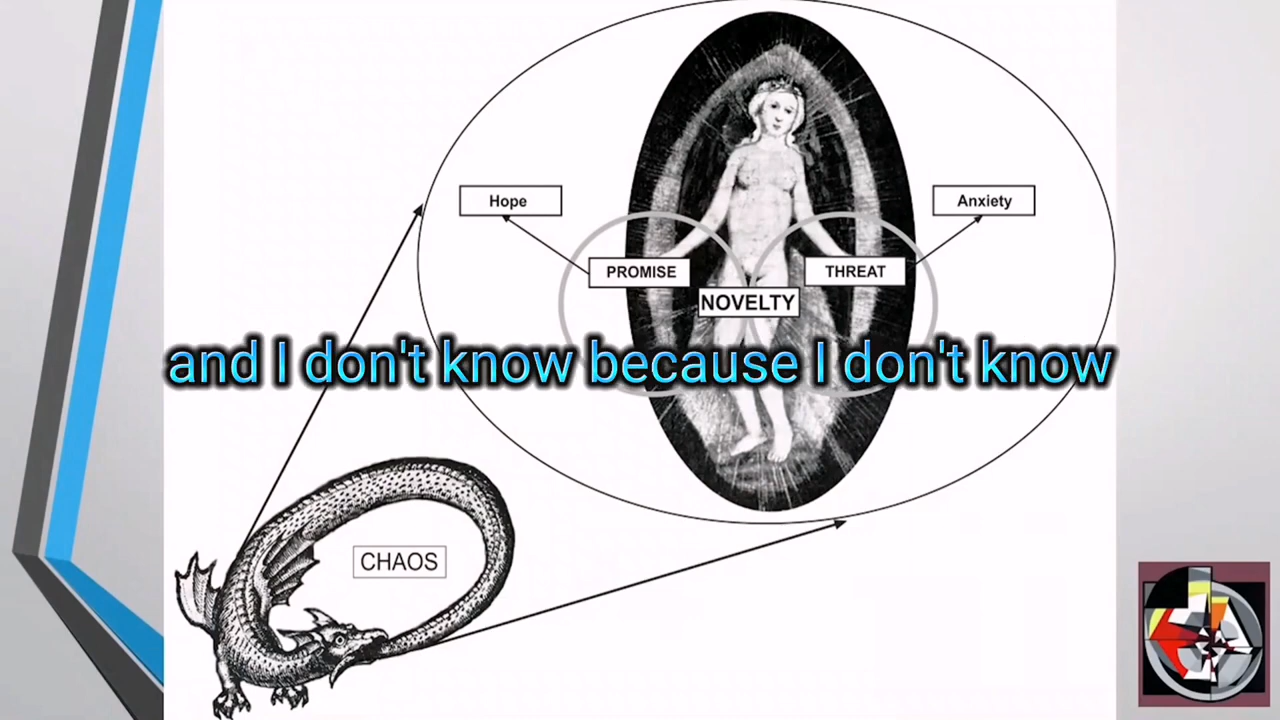 Hope
Anxiety
PROMISE
THREAT
NOVELTY
and I don't know because I don't know
CHAOS